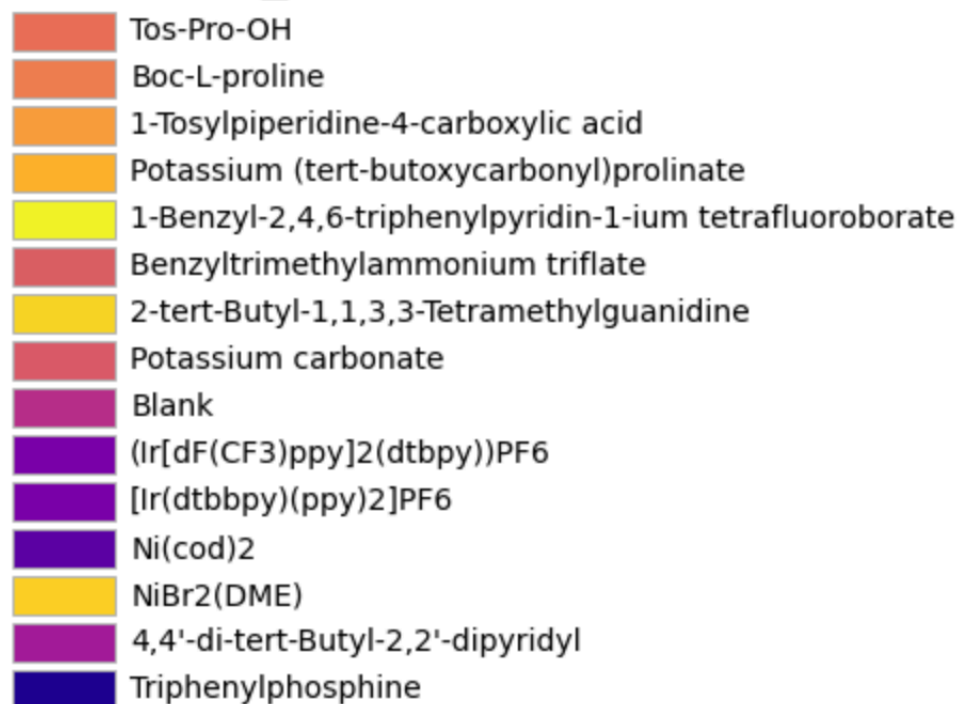 Tos-Pro-OH
Boc-L-proline
1-Tosylpiperidine-4-carboxylic acid
Potassium (tert-butoxycarbonyl)prolinate
1-Benzyl-2,4,6-triphenylpyridin-1-ium tetrafluoroborate
Benzyltrimethylammonium triflate
2-tert-Butyl-1,1,3,3-Tetramethylguanidine
Potassium carbonate
Blank
(Ir[dF(CF3)ppy]2(dtbpy))PF6
[Ir(dtbbpy)(ppy)2]PF6
Ni(cod)2
NiBr2(DME)
4,4'-di-tert-Butyl-2,2'-dipyridyl
Triphenylphosphine